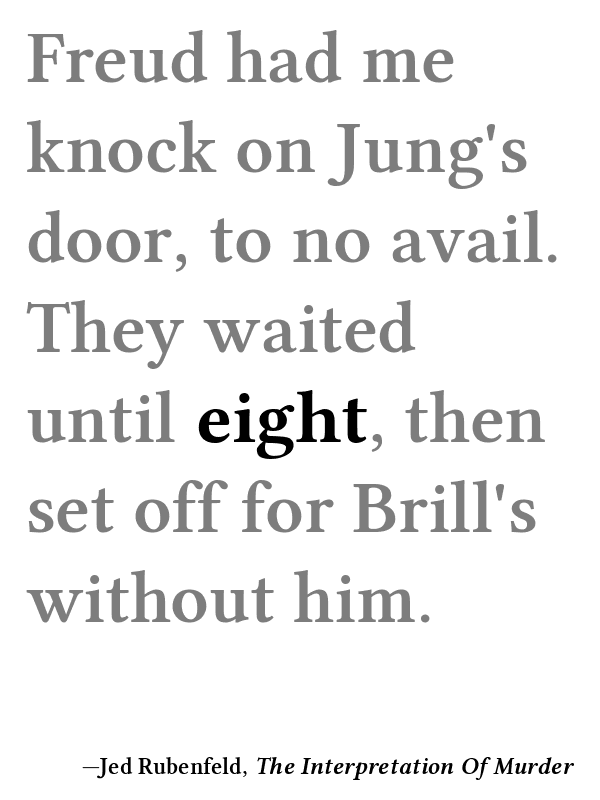 Freud had me
knock on Jung's
door, to no avail.
They waited
until eight, then
set off for Brill's
without him.
—Jed Rubenfeld, The Interpretation Of Murder